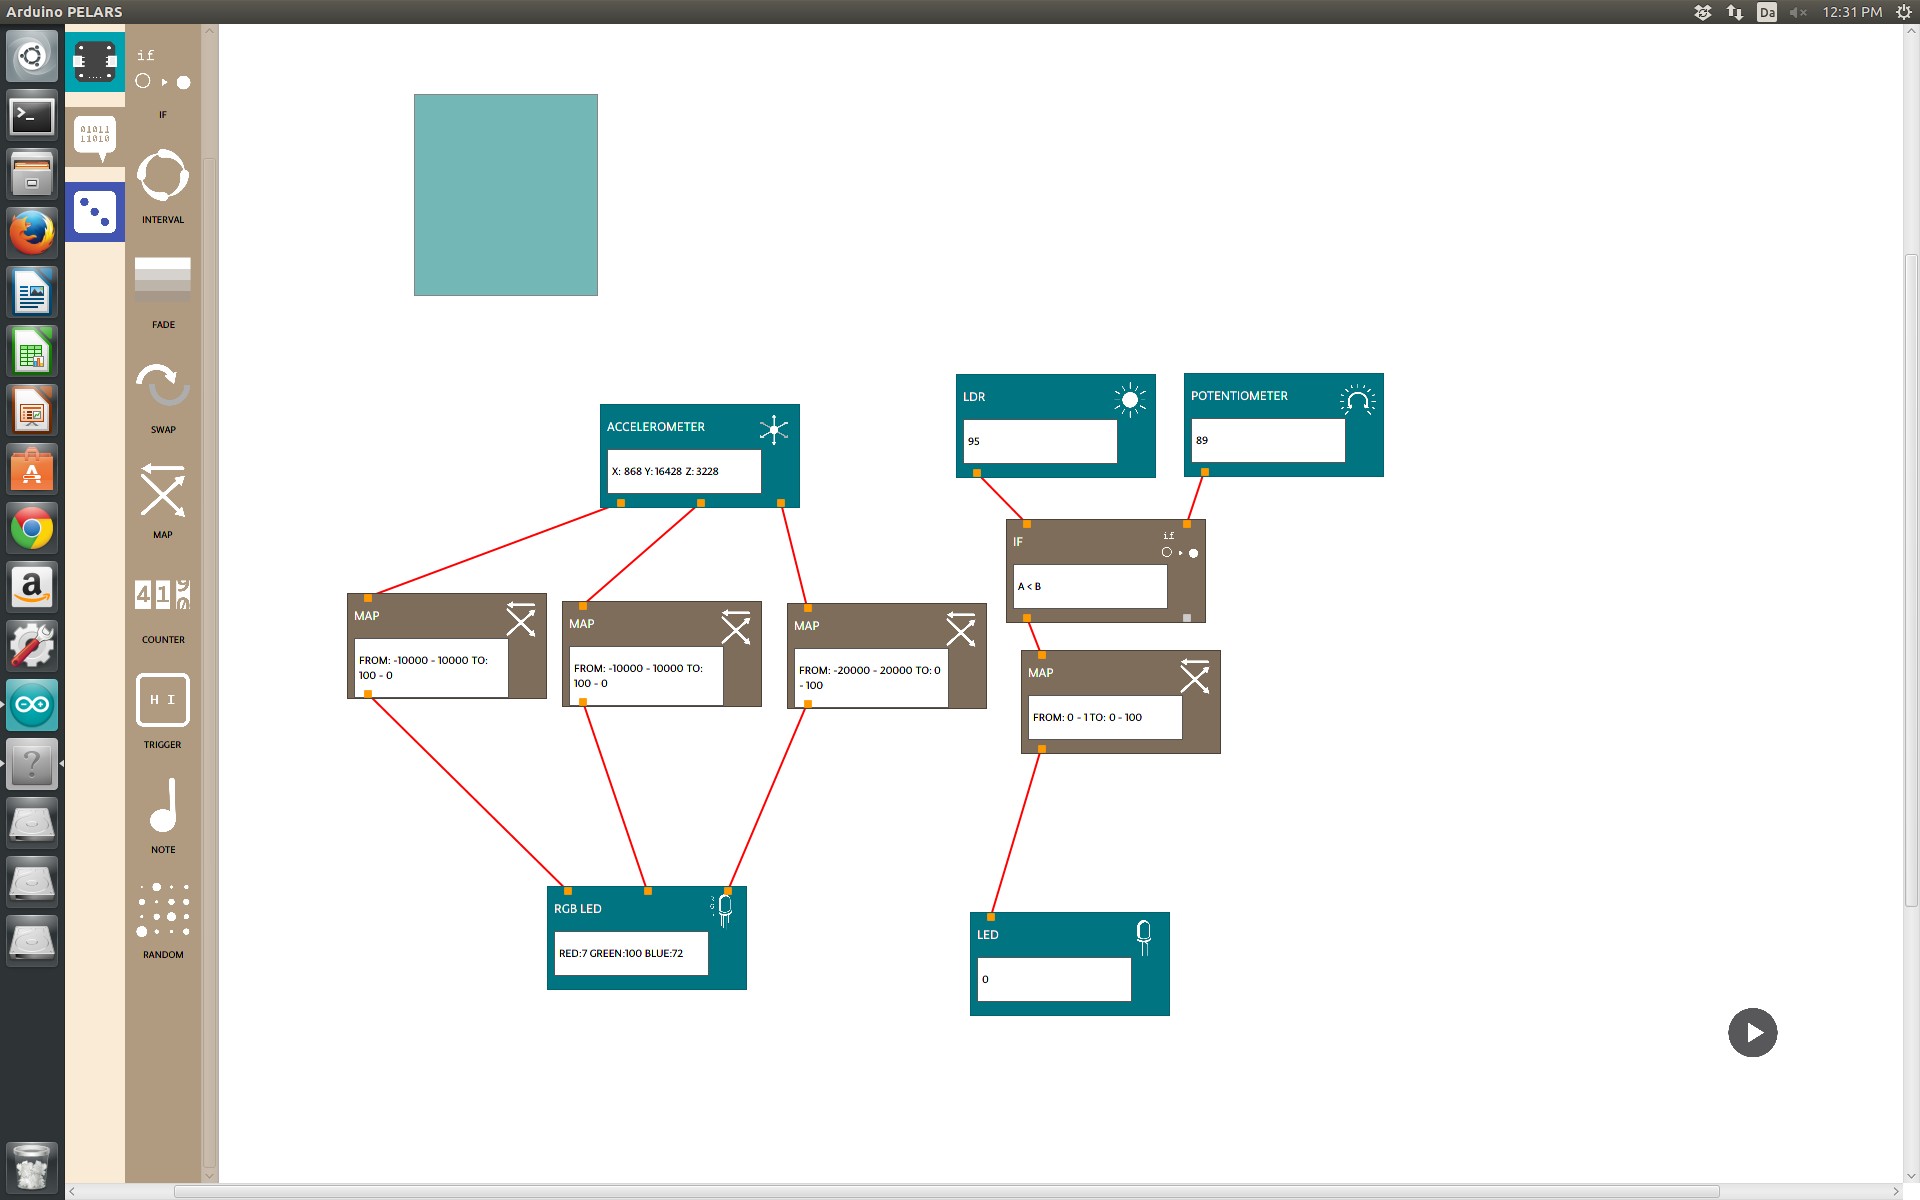 Arduino PELARS
Da
12:31 PM
01011
11010
if
IF
INTERVAL
FADE
SWAP
MAP
41
COUNTER
H I
TRIGGER
NOTE
RANDOM
ACCELEROMETER
X: 868 Y: 16428 Z: 3228
LDR
95
POTENTIOMETER
89
IF
if
A < B
MAP
FROM: -10000 - 10000 TO:
100 - 0
MAP
FROM: -10000 - 10000 TO:
100 - 0
MAP
FROM: -20000 - 20000 TO: 0
- 100
MAP
FROM: 0 - 1 TO: 0 - 100
RGB LED
RED:7 GREEN:100 BLUE:72
LED
0